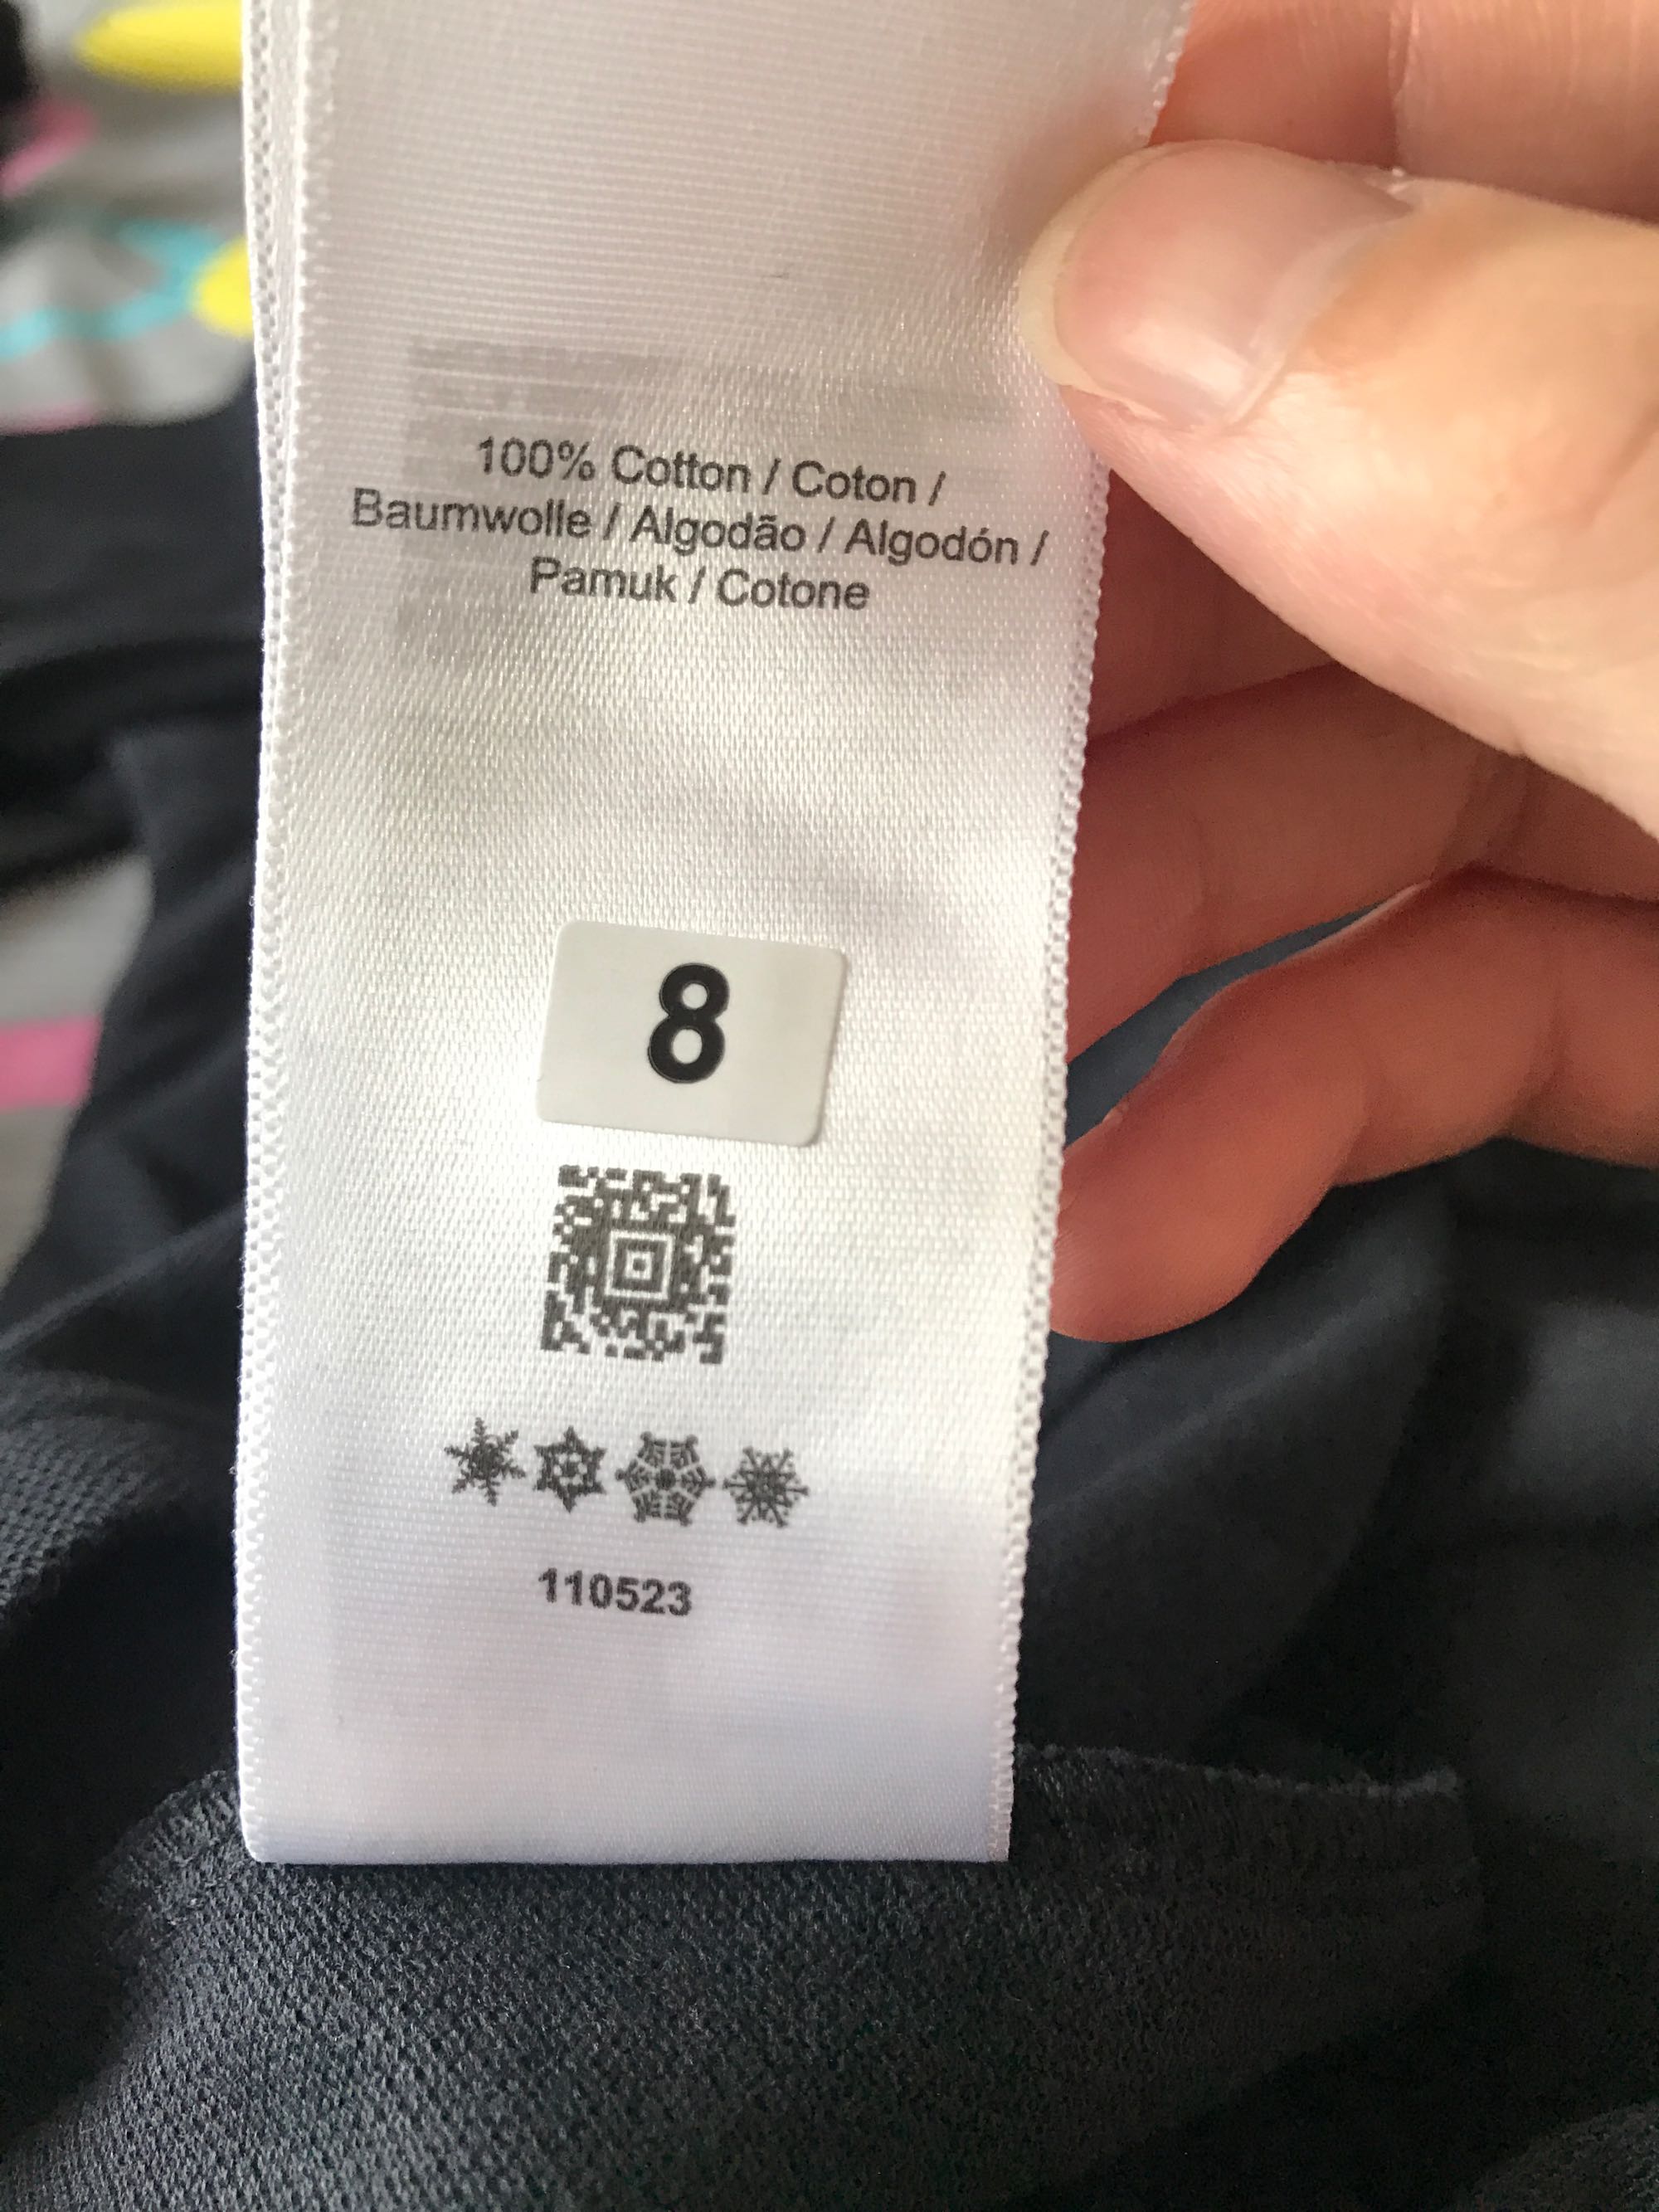 100% Cotton / Coton /
Baumwolle / Algodão / Algodón /
Pamuk / Cotone
8
110523